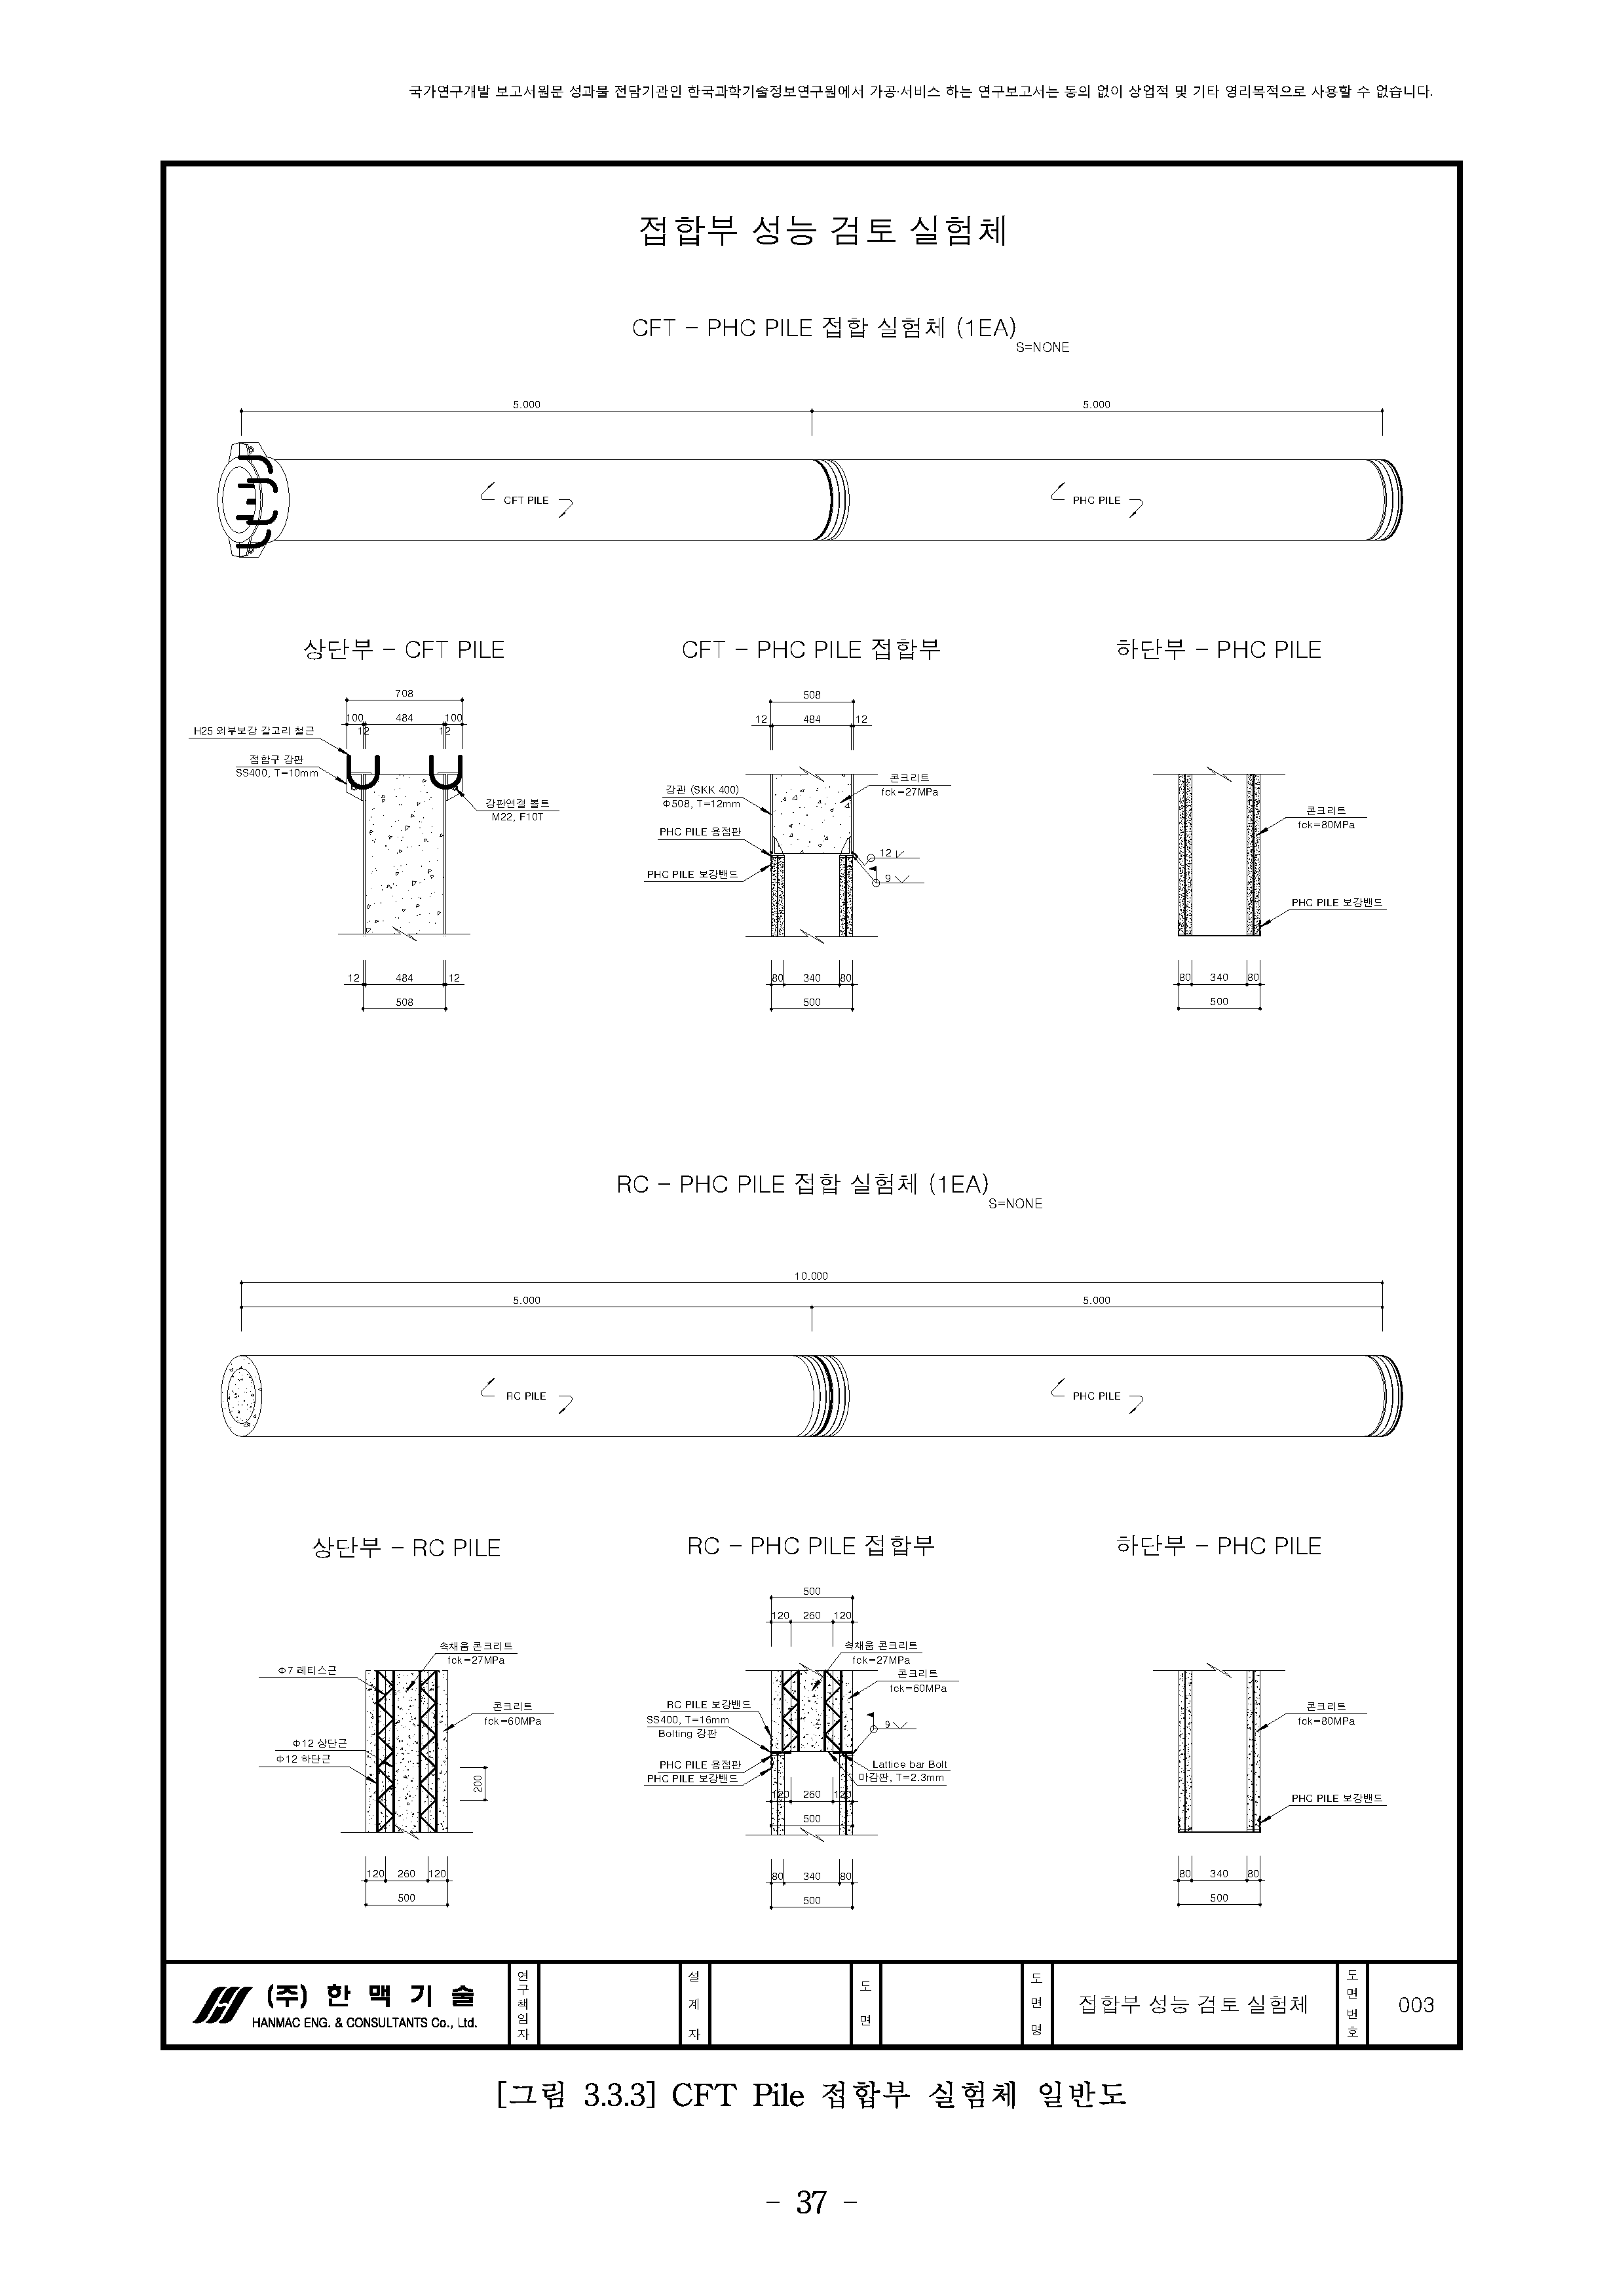 국가연구개발 보고서원문 성과물 전담기관인 한국과학기술정보연구원에서 가공·서비스 하는 연구보고서는 동의 없이 상업적 및 기타 영리목적으로 사용할 수 없습니다.
접합부 성능 검토 실험체
CFT - PHC PILE 접합 실험체 (1EA)
S=NONE
5.000
5.000
CFT PILE
PHC PILE
상단부 - CFT PILE
CFT - PHC PILE 접합부
하단부 - PHC PILE
708
100
484
100
12
12
H25 외부보강 갈고리 철근
접합구 강판
SS400, T=10mm
강판연결 볼트
M22, F10T
12
484
12
508
508
12
484
12
강관 (SKK 400)
Φ508, T=12mm
PHC PILE 용접판
PHC PILE 보강밴드
콘크리트
fck=27MPa
12
9
80
340
80
500
콘크리트
fck=80MPa
PHC PILE 보강밴드
80
340
80
500
RC - PHC PILE 접합 실험체 (1EA)
S=NONE
10.000
5.000
5.000
RC PILE
PHC PILE
상단부 - RC PILE
RC - PHC PILE 접합부
하단부 - PHC PILE
속채움 콘크리트
fck=27MPa
Φ7 레티스근
콘크리트
fck=60MPa
Φ12 상단근
Φ12 하단근
200
120
260
120
500
500
120
260
120
속채움 콘크리트
fck=27MPa
콘크리트
fck=60MPa
RC PILE 보강밴드
SS400, T=16mm
Bolting 강판
9
PHC PILE 용접판
PHC PILE 보강밴드
Lattice bar Bolt
마감판, T=2.3mm
120
260
120
500
80
340
80
500
콘크리트
fck=80MPa
PHC PILE 보강밴드
80
340
80
500
(주) 한 맥 기 술
HANMAC ENG. & CONSULTANTS Co., Ltd.
연구책임자
설계자
도면
도면명
접합부 성능 검토 실험체
도면번호
003
[그림 3.3.3] CFT Pile 접합부 실험체 일반도
- 37 -